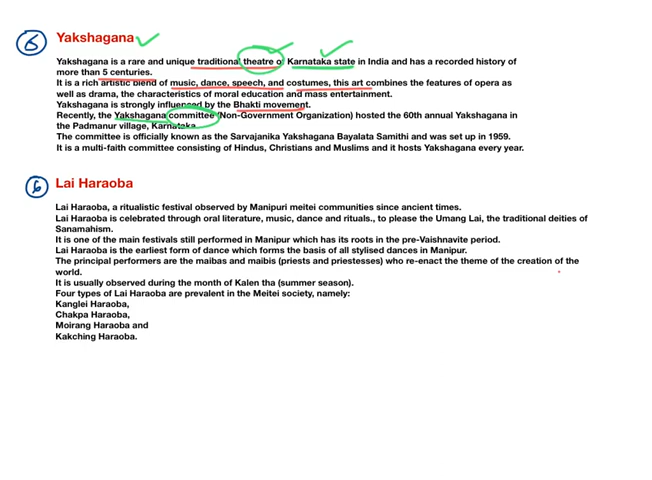 5 Yakshagana
Yakshagana is a rare and unique traditional theatre of Karnataka state in India and has a recorded history of
more than 5 centuries.
It is a rich artistic blend of music, dance, speech, and costumes, this art combines the features of opera as
well as drama, the characteristics of moral education and mass entertainment.
Yakshagana is strongly influenced by the Bhakti movement.
Recently, the Yakshagana committee (Non-Government Organization) hosted the 60th annual Yakshagana in
the Padmanur village, Karnataka.
The committee is officially known as the Sarvajanika Yakshagana Bayalata Samithi and was set up in 1959.
It is a multi-faith committee consisting of Hindus, Christians and Muslims and it hosts Yakshagana every year.
6 Lai Haraoba
Lai Haraoba, a ritualistic festival observed by Manipuri meitei communities since ancient times.
Lai Haraoba is celebrated through oral literature, music, dance and rituals., to please the Umang Lai, the traditional deities of
Sanamahism.
It is one of the main festivals still performed in Manipur which has its roots in the pre-Vaishnavite period.
Lai Haraoba is the earliest form of dance which forms the basis of all stylised dances in Manipur.
The principal performers are the maibas and maibis (priests and priestesses) who re-enact the theme of the creation of the
world.
It is usually observed during the month of Kalen tha (summer season).
Four types of Lai Haraoba are prevalent in the Meitei society, namely:
Kanglei Haraoba,
Chakpa Haraoba,
Moirang Haraoba and
Kakching Haraoba.